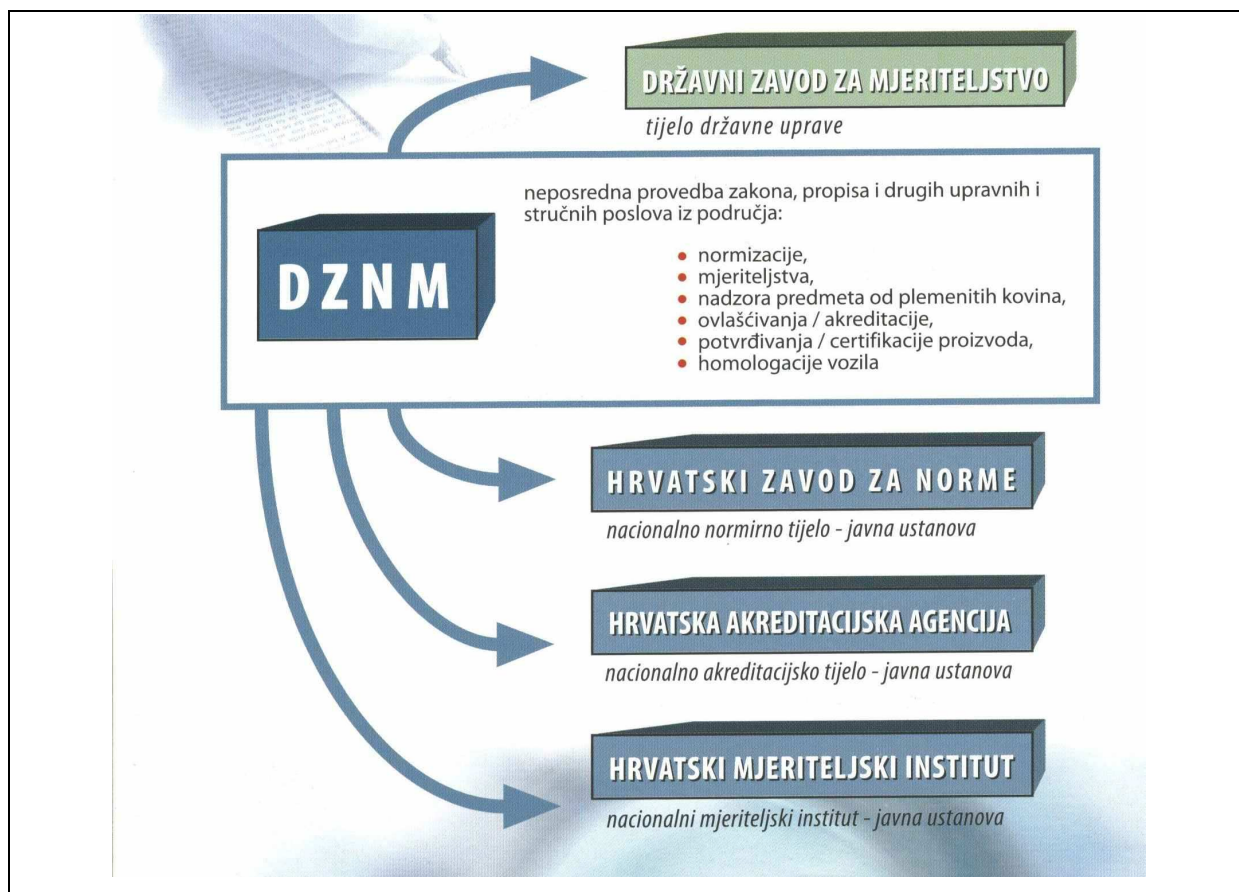 DRŽAVNI ZAVOD ZA MJERITELJSTVO
tijelo državne uprave
DZNM
neposredna provedba zakona, propisa i drugih upravnih i
stručnih poslova iz područja:
• normizacije,
• mjeriteljstva,
• nadzora predmeta od plemenitih kovina,
• ovlašćivanja / akreditacije,
• potvrđivanja / certifikacije proizvoda,
• homologacije vozila
HRVATSKI ZAVOD ZA NORME
nacionalno normirno tijelo - javna ustanova
HRVATSKA AKREDITACIJSKA AGENCIJA
nacionalno akreditacijsko tijelo - javna ustanova
HRVATSKI MJERITELJSKI INSTITUT
nacionalni mjeriteljski institut - javna ustanova